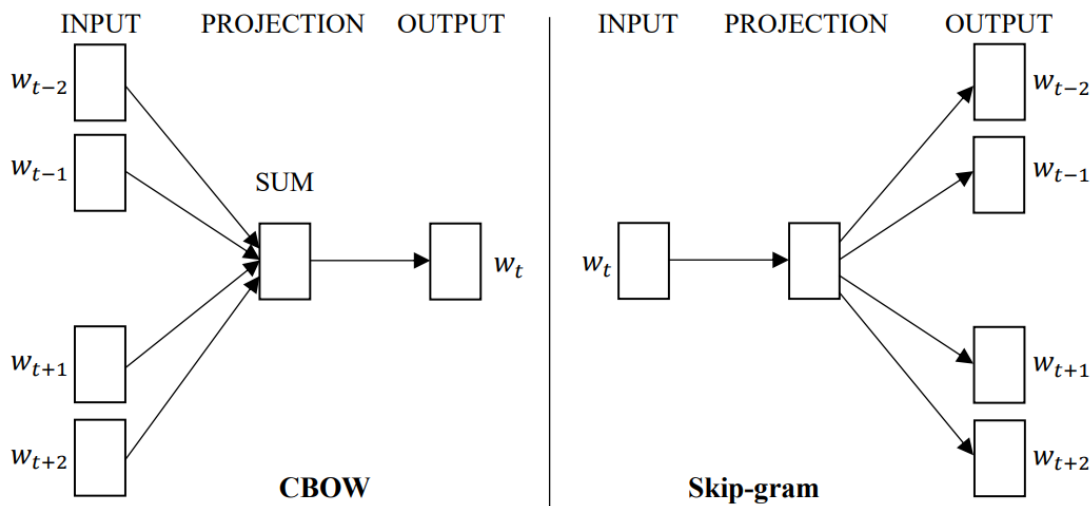 INPUT PROJECTION OUTPUT
w_{t−2}
w_{t−1}
SUM
w_t
w_{t+1}
w_{t+2}
CBOW
INPUT PROJECTION OUTPUT
w_{t−2}
w_{t−1}
w_t
w_{t+1}
w_{t+2}
Skip-gram